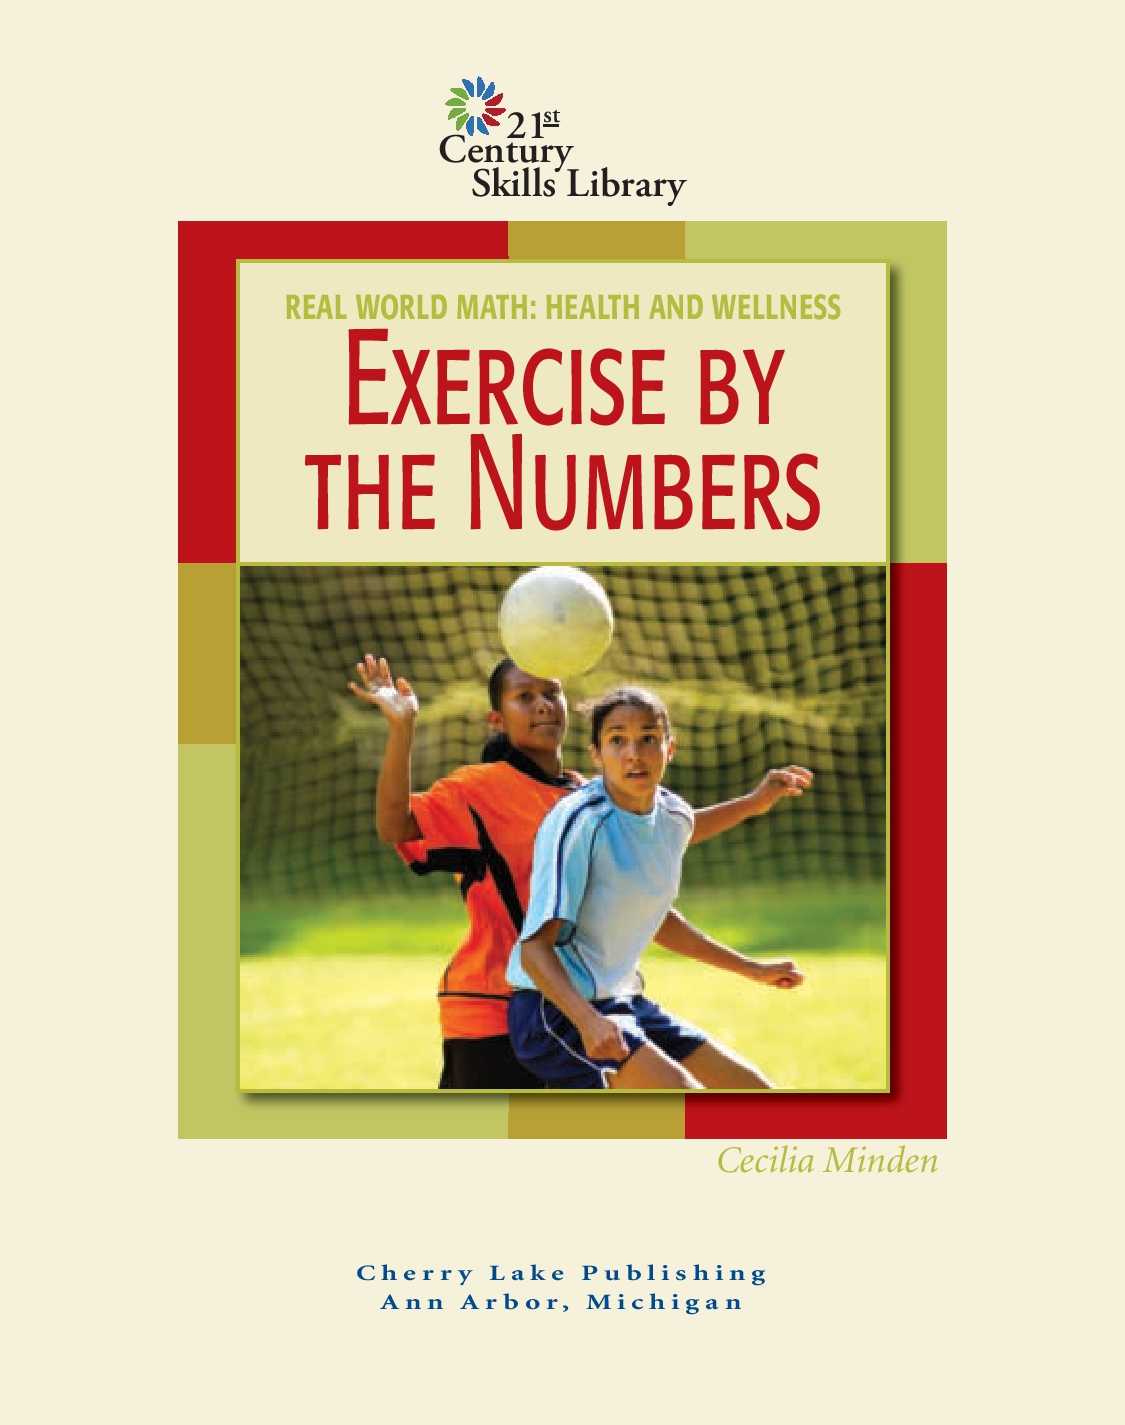 21st
Century
Skills Library
REAL WORLD MATH: HEALTH AND WELLNESS
EXERCISE BY
THE NUMBERS
Cecilia Minden
Cherry Lake Publishing
Ann Arbor, Michigan